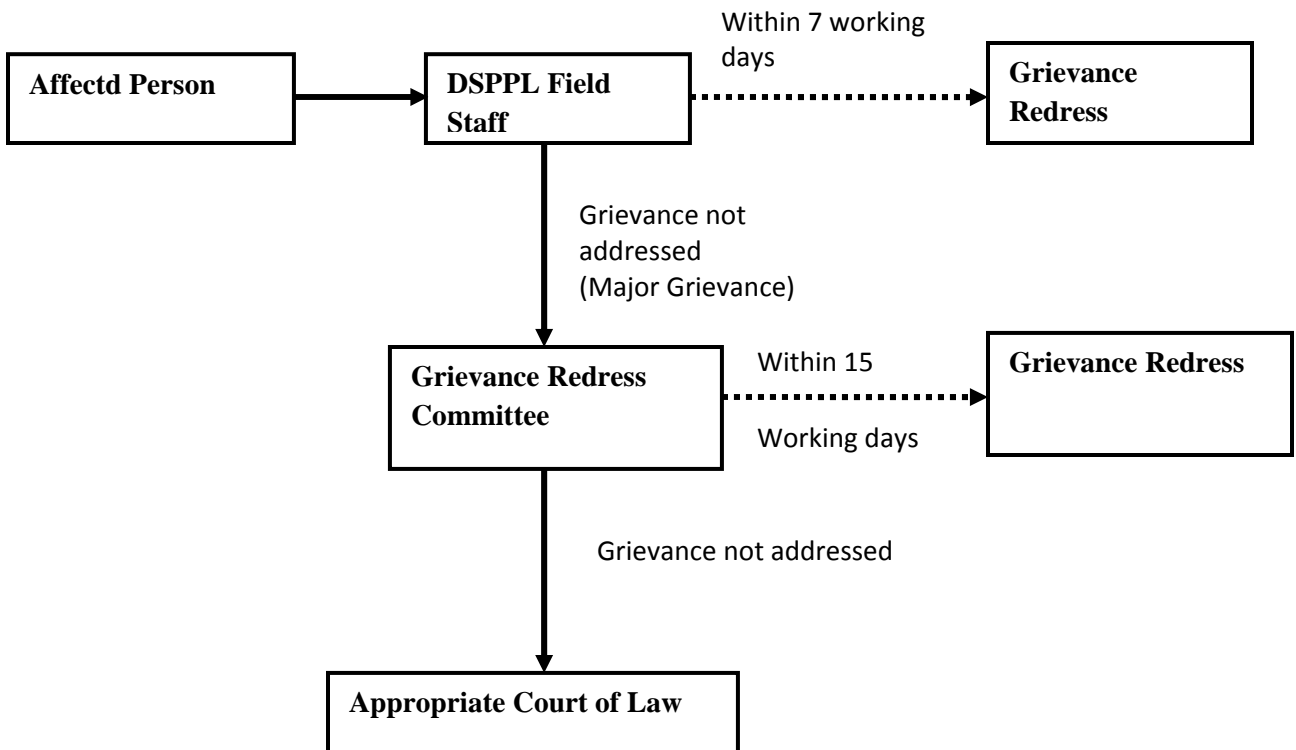 Within 7 working
days
Affectd Person
DSPPL Field
Staff
Grievance
Redress
Grievance not
addressed
(Major Grievance)
Grievance Redress
Committee
Within 15
Working days
Grievance Redress
Grievance not addressed
Appropriate Court of Law